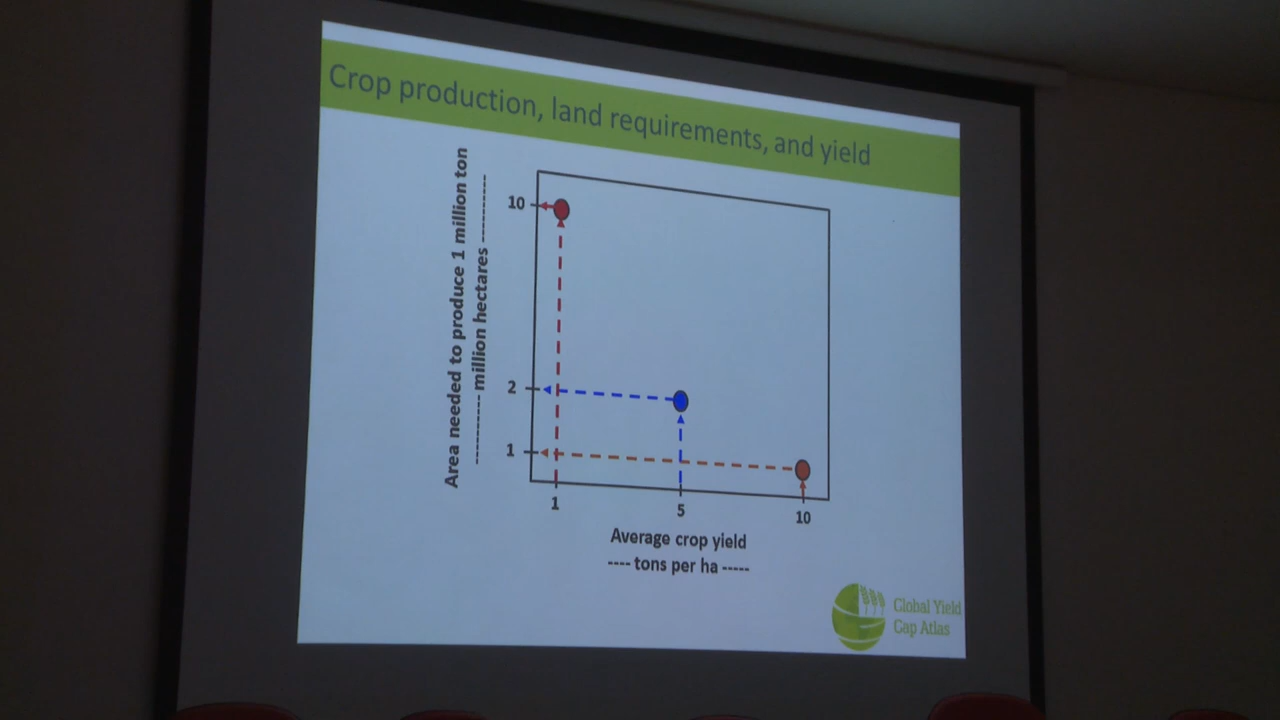 Crop production, land requirements, and yield
Area needed to produce 1 million ton
---------- million hectares -----------
10
2
1
1
5
10
Average crop yield
---- tons per ha -----
Global Yield
Gap Atlas